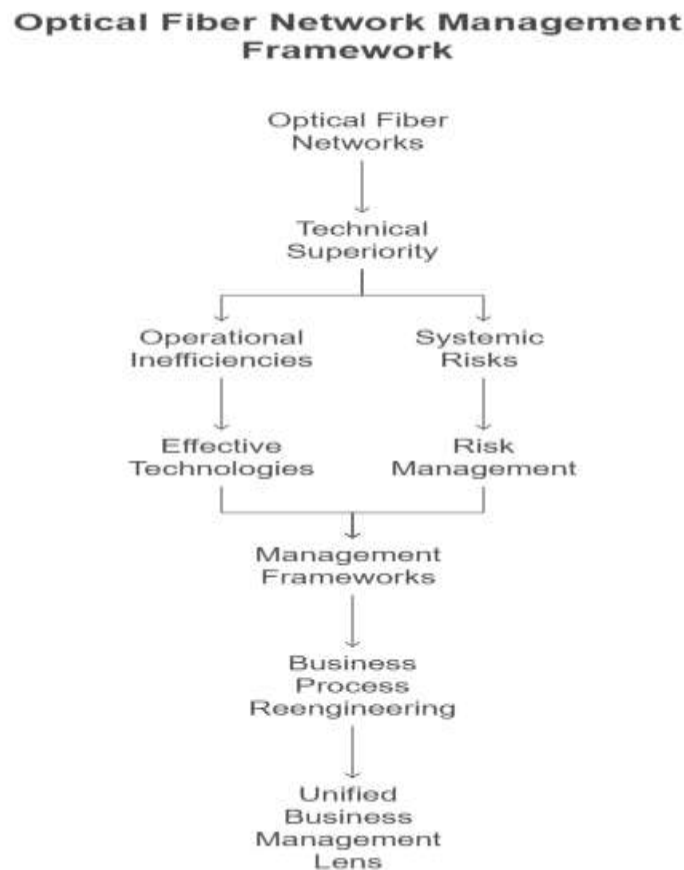 Optical Fiber Network Management
Framework
Optical Fiber
Networks
Technical
Superiority
Operational
Inefficiencies
Systemic
Risks
Effective
Technologies
Risk
Management
Management
Frameworks
Business
Process
Reengineering
Unified
Business
Management
Lens